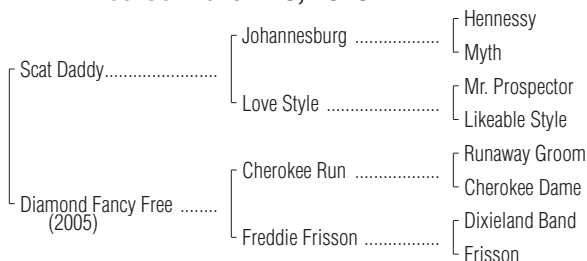 Hennessy
Johannesburg ...................
Myth
Scat Daddy.........................
Mr. Prospector
Love Style .........................
Likeable Style
Runaway Groom
Cherokee Run ..................
Cherokee Dame
Diamond Fancy Free ........
(2005)
Dixieland Band
Freddie Frisson .................
Frisson